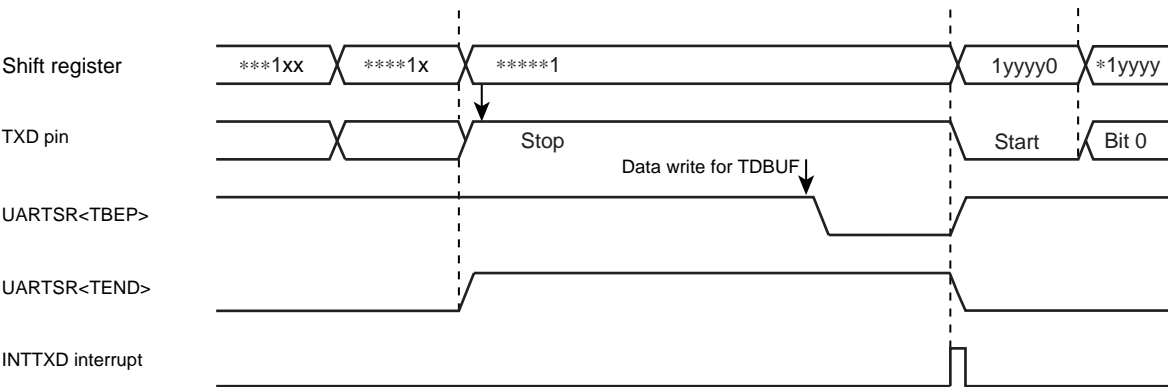 Shift register ***1xx ****1x *****1 1yyyy0 *1yyyy
TXD pin Stop Start Bit 0
Data write for TDBUF
UARTSR<TBEP>
UARTSR<TEND>
INTTXD interrupt